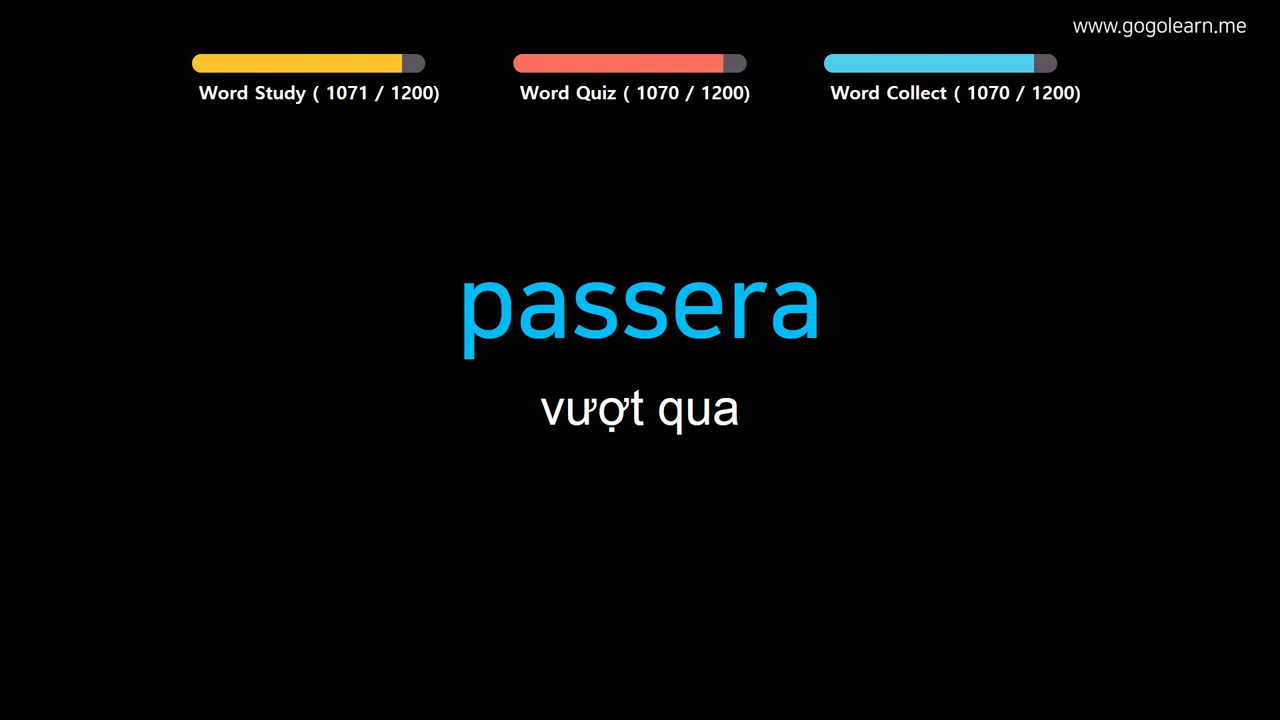 www.gogolearn.me
Word Study ( 1071 / 1200)
Word Quiz ( 1070 / 1200)
Word Collect ( 1070 / 1200)
passera
vượt qua